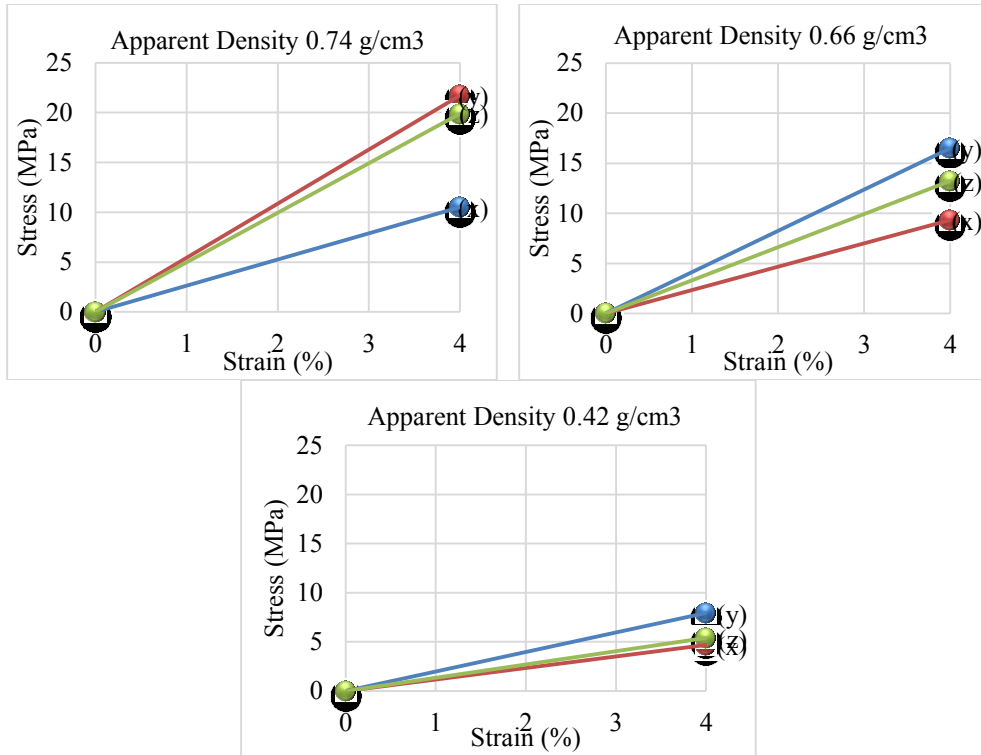 Apparent Density 0.74 g/cm3
25
20
15
10
5
0
Stress (MPa)
(y)
(z)
(x)
0 1 2 3 4
Strain (%)
Apparent Density 0.66 g/cm3
25
20
15
10
5
0
Stress (MPa)
(y)
(z)
(x)
0 1 2 3 4
Strain (%)
Apparent Density 0.42 g/cm3
25
20
15
10
5
0
Stress (MPa)
(y)
(z)
(x)
0 1 2 3 4
Strain (%)